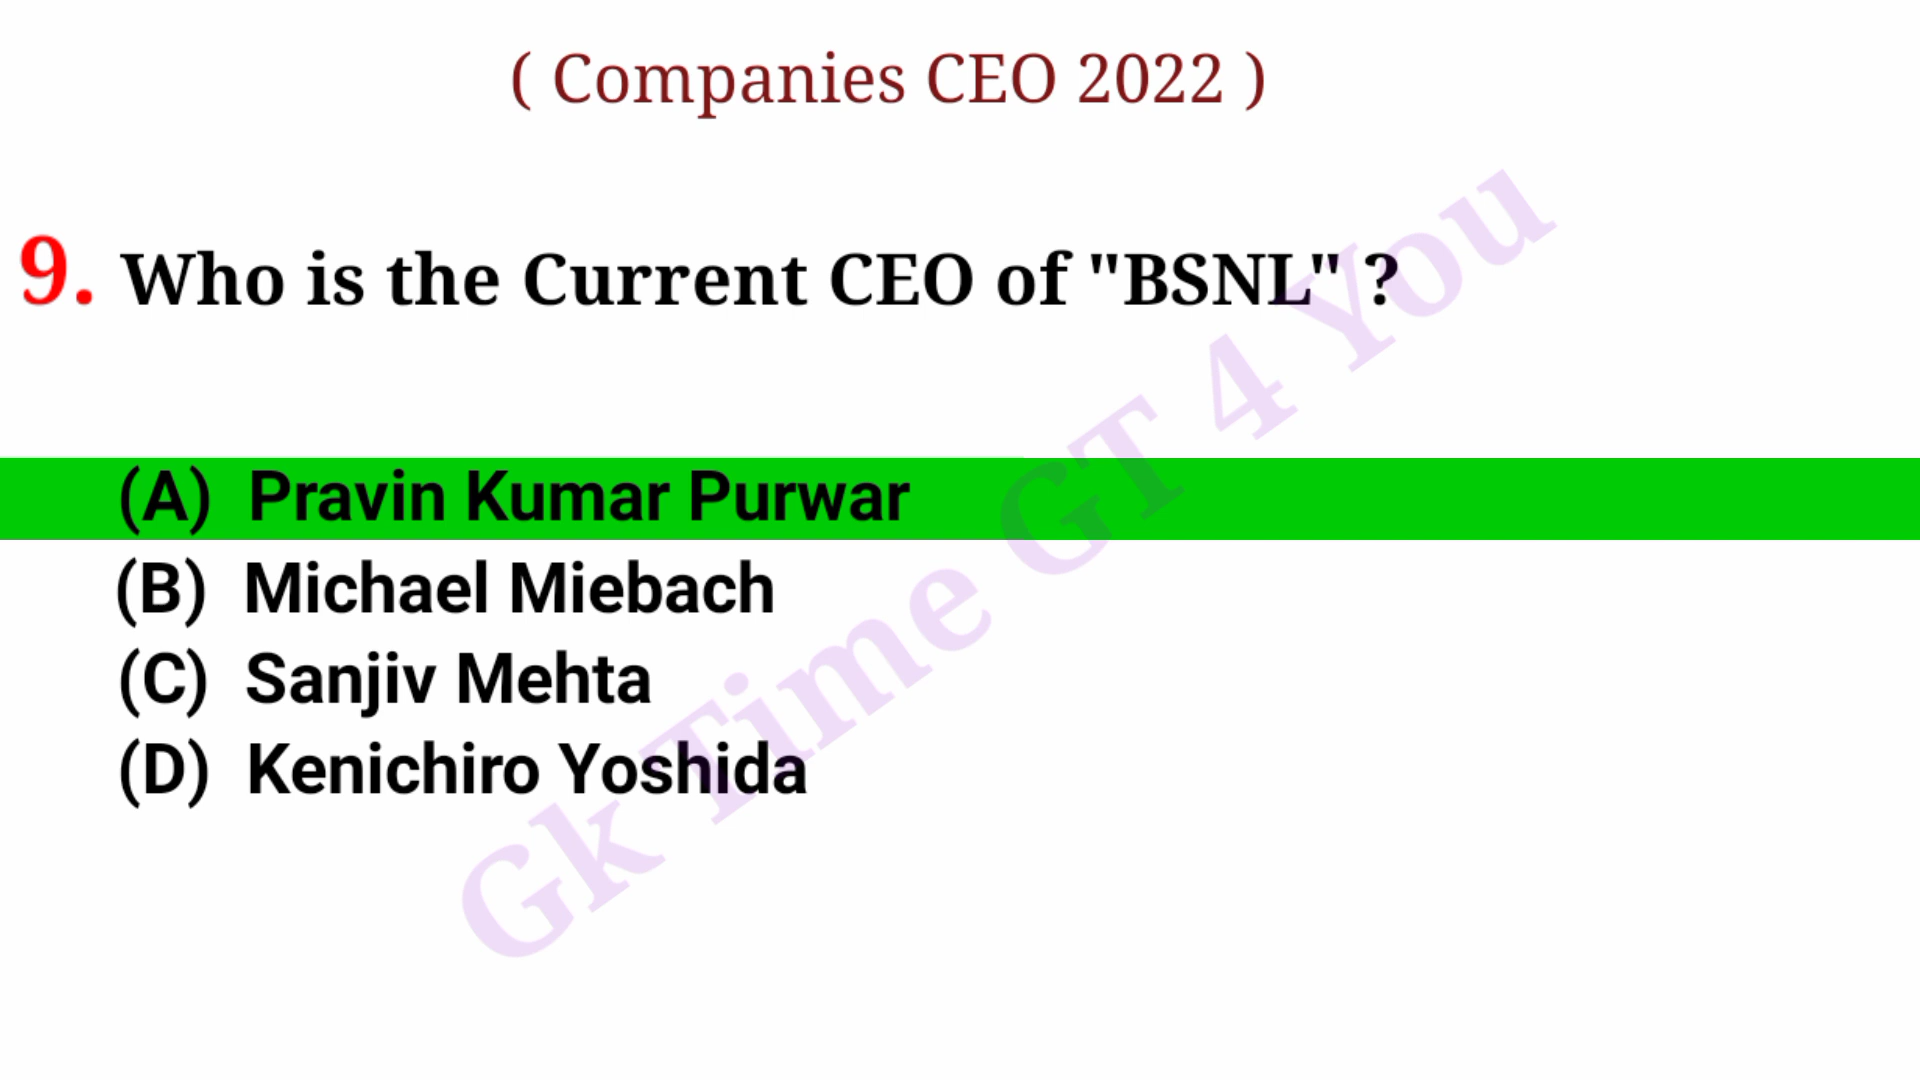 ( Companies CEO 2022 )
9. Who is the Current CEO of "BSNL" ?
(A) Pravin Kumar Purwar
(B) Michael Miebach
(C) Sanjiv Mehta
(D) Kenichiro Yoshida
Gk Time GT 4 You